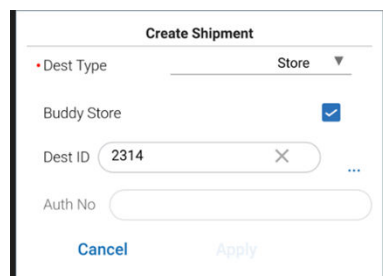 Create Shipment
• Dest Type Store ▼
Buddy Store
Dest ID 2314 ×
...
Auth No
Cancel Apply